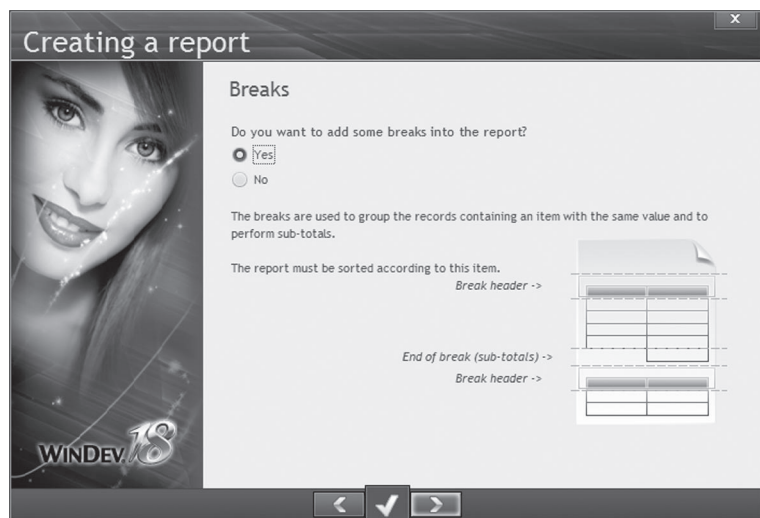 X
Creating a report
Breaks
Do you want to add some breaks into the report?
Yes
No
The breaks are used to group the records containing an item with the same value and to
perform sub-totals.
The report must be sorted according to this item.
Break header ->
End of break (sub-totals) ->
Break header ->
WINDEV. 18